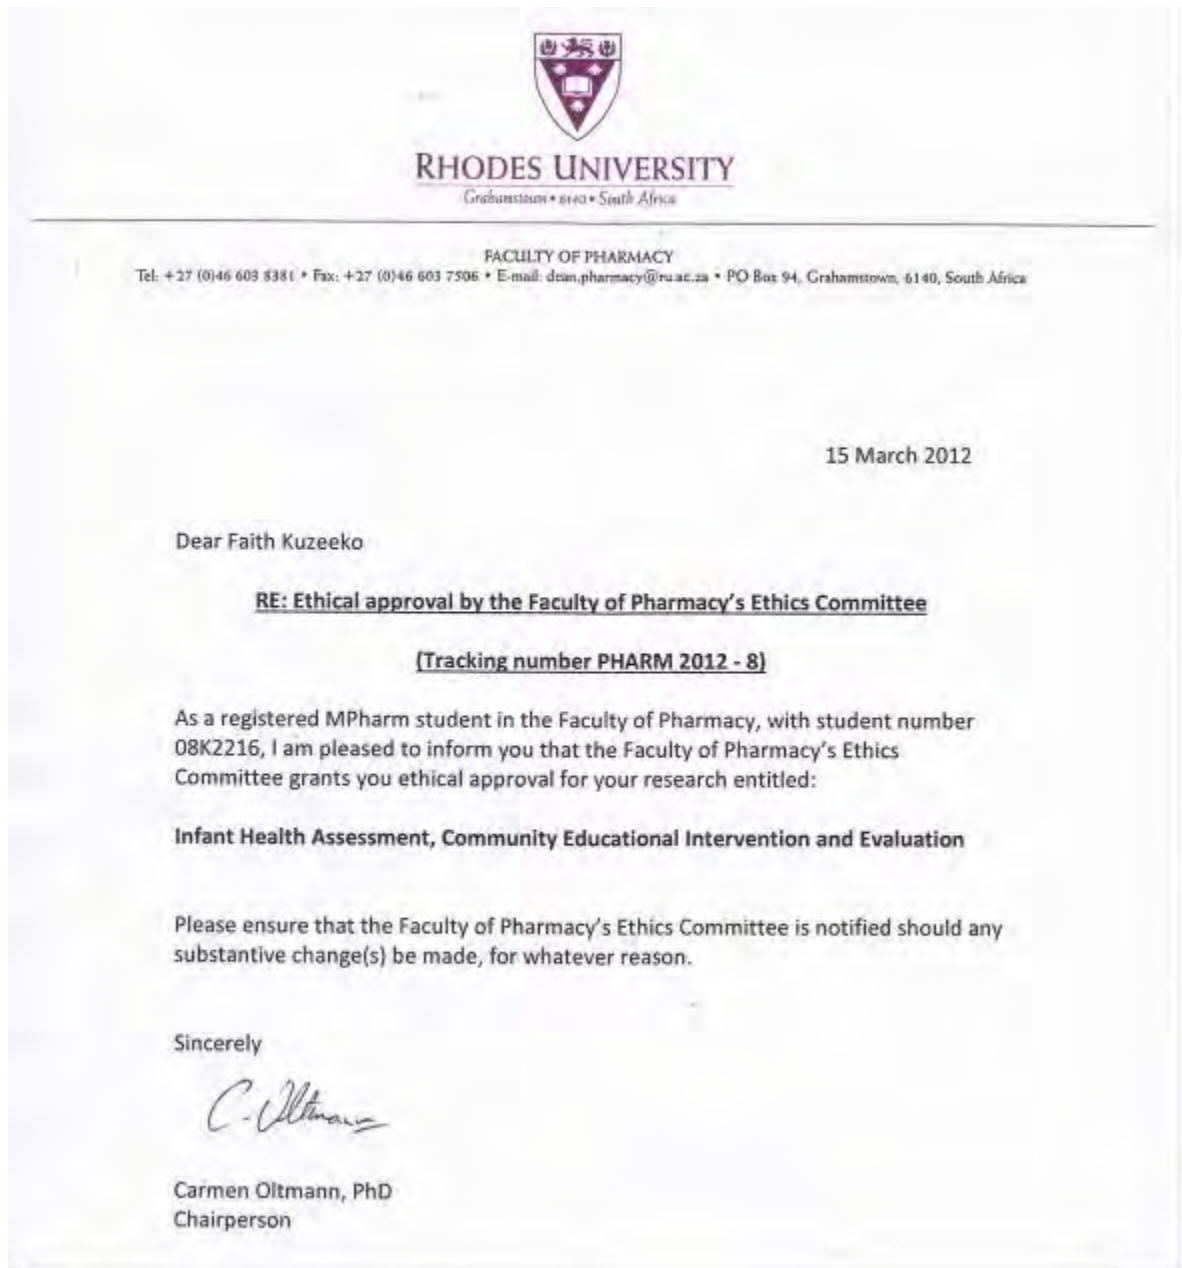 RHODES UNIVERSITY
Grahamstown • 6140 • South Africa
FACULTY OF PHARMACY
Tel: +27 (0)46 603 8381 • Fax: +27 (0)46 603 7506 • E-mail: dean.pharmacy@ru.ac.za • PO Box 94, Grahamstown, 6140, South Africa
15 March 2012
Dear Faith Kuzeeko
RE: Ethical approval by the Faculty of Pharmacy's Ethics Committee
(Tracking number PHARM 2012 - 8)
As a registered MPharm student in the Faculty of Pharmacy, with student number
08K2216, I am pleased to inform you that the Faculty of Pharmacy's Ethics
Committee grants you ethical approval for your research entitled:
Infant Health Assessment, Community Educational Intervention and Evaluation
Please ensure that the Faculty of Pharmacy's Ethics Committee is notified should any
substantive change(s) be made, for whatever reason.
Sincerely
C. Oltmann
Carmen Oltmann, PhD
Chairperson